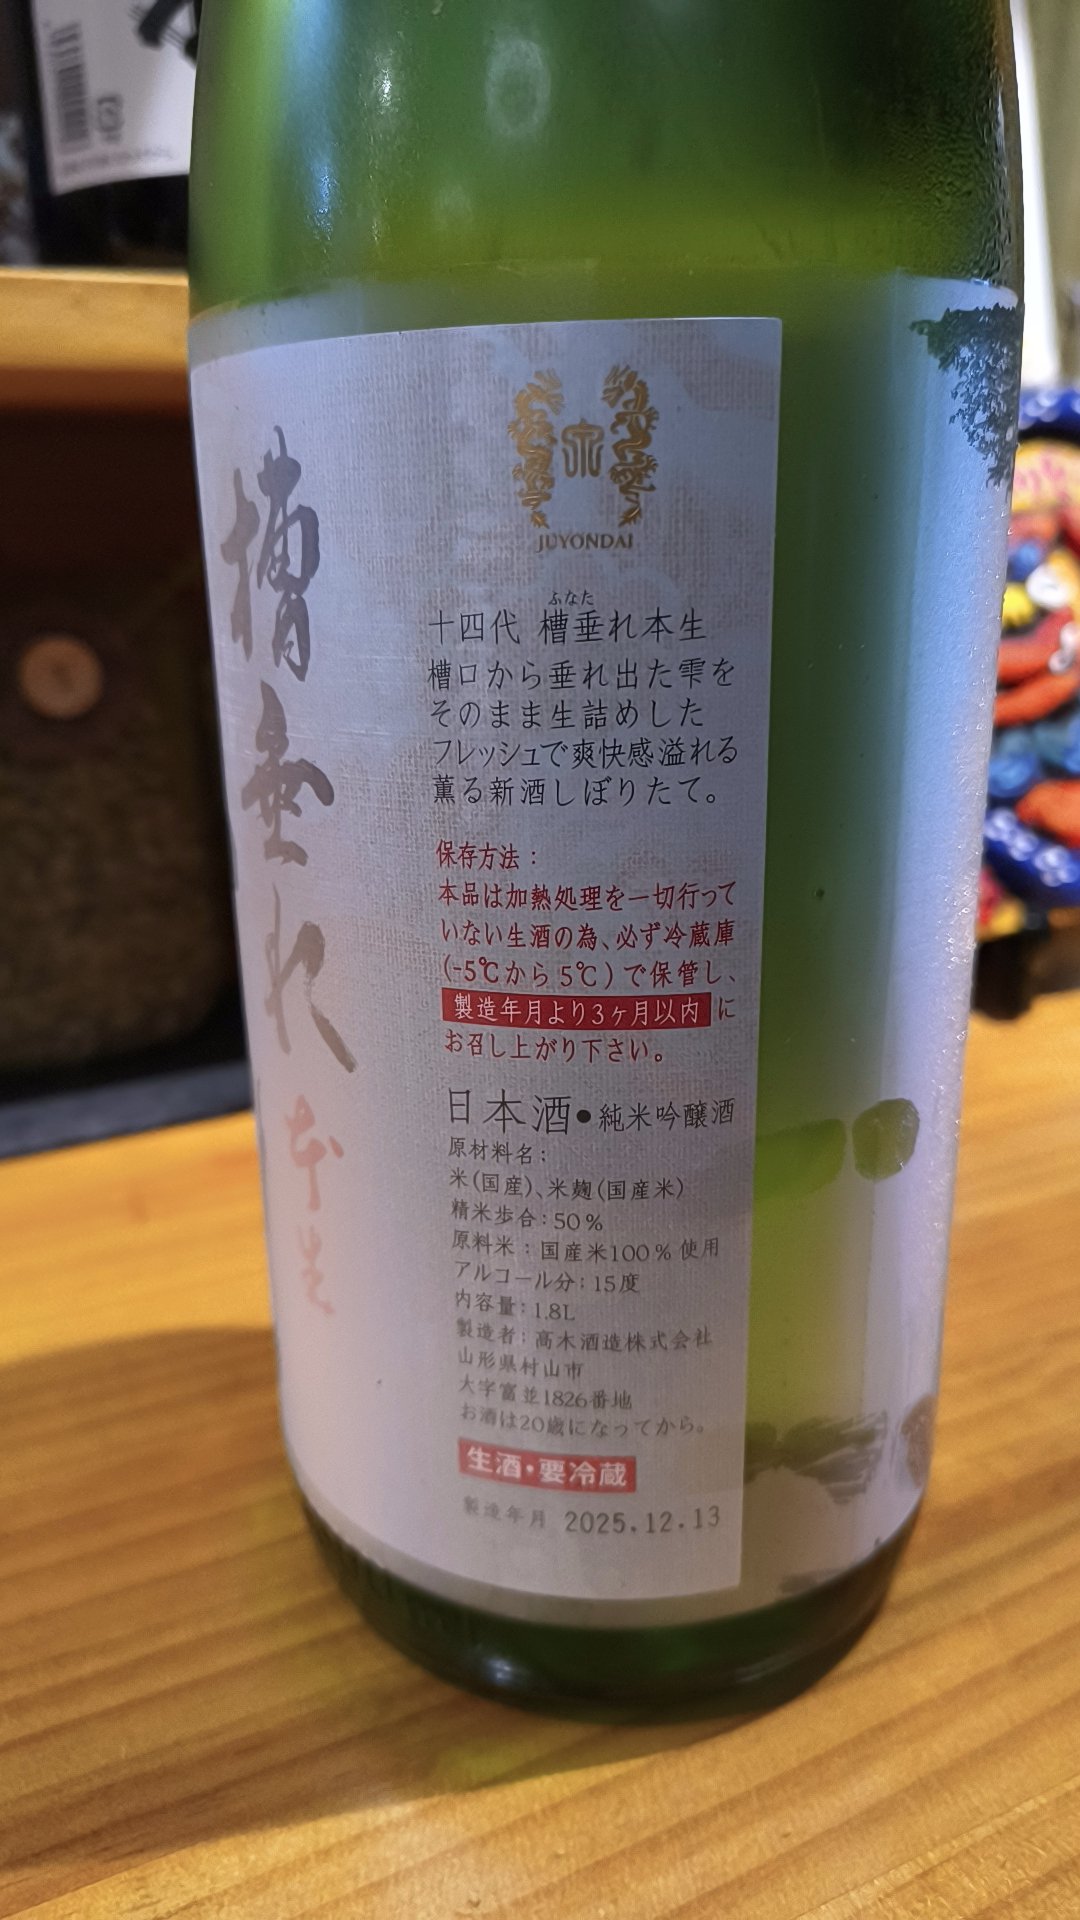 槽垂れ本生
JUYONDAI
ふなた
十四代 槽垂れ本生
槽口から垂れ出た雫を
そのまま生詰めした
フレッシュで爽快感溢れる
薫る新酒しぼりたて。
保存方法：
本品は加熱処理を一切行って
いない生酒の為、必ず冷蔵庫
(-5℃から5℃)で保管し、
製造年月より3ヶ月以内に
お召し上がり下さい。
日本酒●純米吟醸酒
原材料名：
米(国産)、米麹(国産米)
精米歩合：50%
原料米：国産米100%使用
アルコール分：15度
内容量：1.8L
製造者：高木酒造株式会社
山形県村山市
大字富並1826番地
お酒は20歳になってから。
生酒・要冷蔵
製造年月 2025.12.13